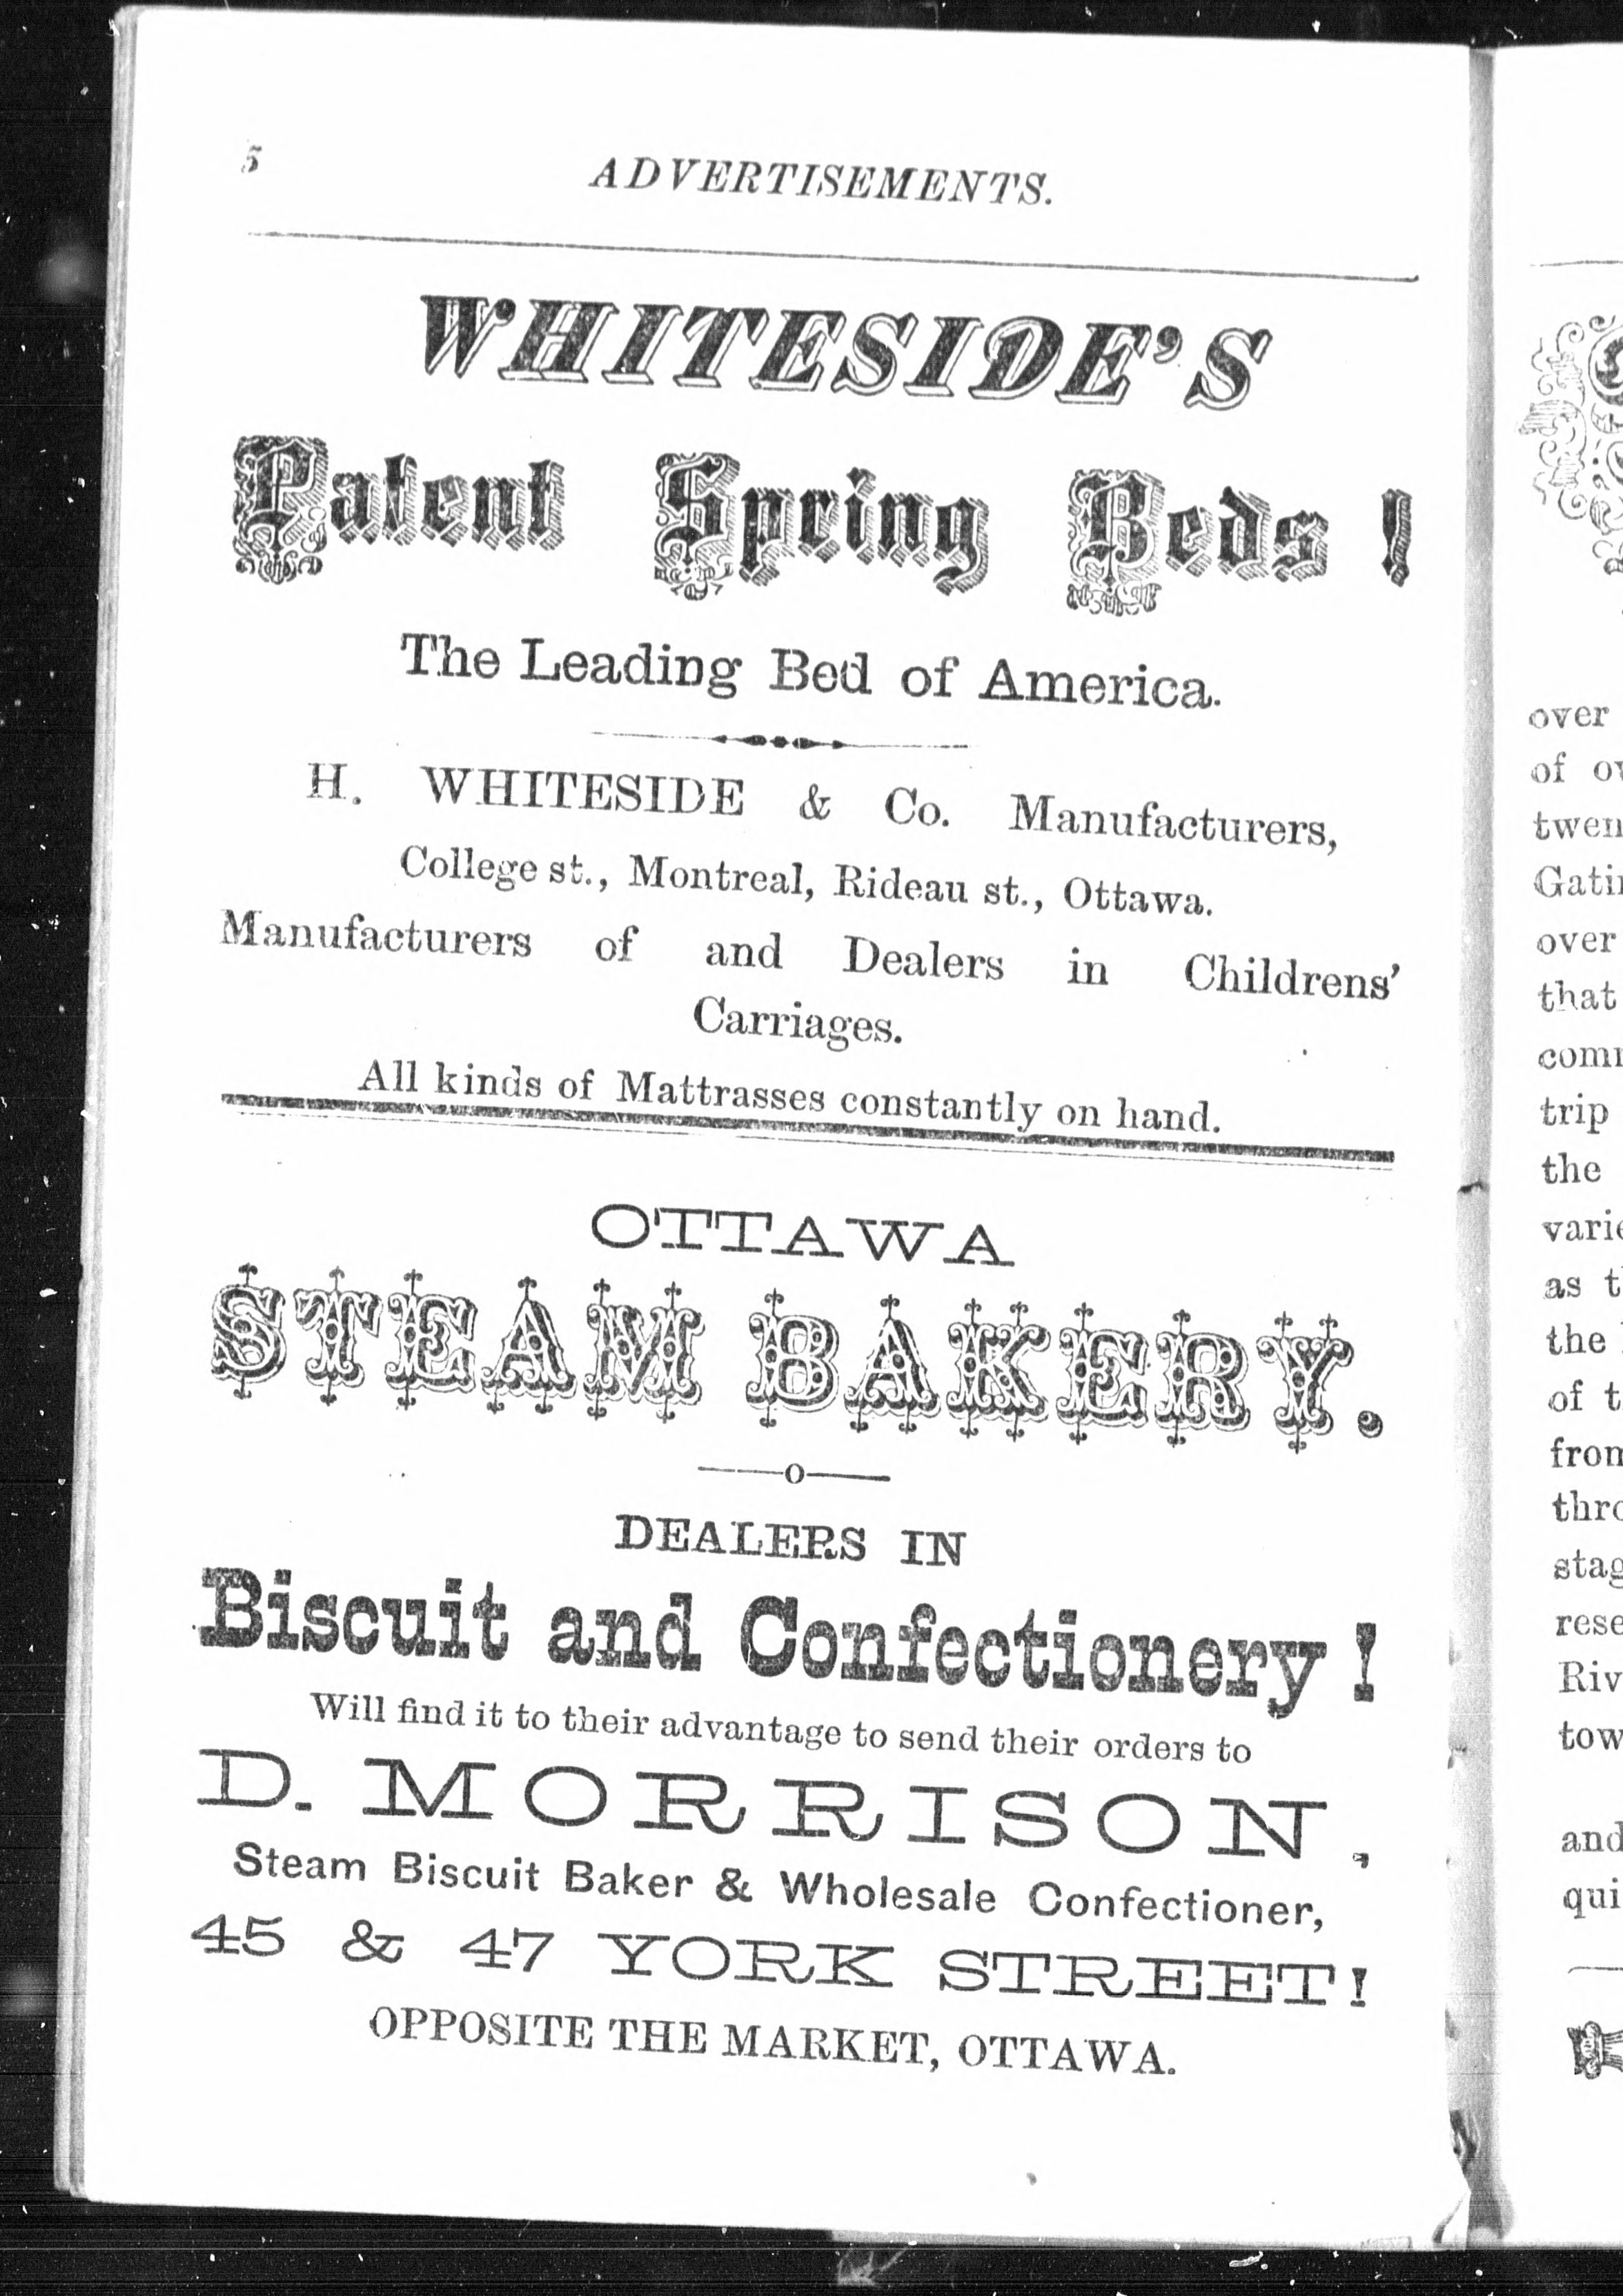 5
ADVERTISEMENTS.
WHITESIDE'S
Patent Spring Beds !
The Leading Bed of America.
H. WHITESIDE & Co. Manufacturers,
College st., Montreal, Rideau st., Ottawa.
Manufacturers of and Dealers in Childrens'
Carriages.
All kinds of Mattrasses constantly on hand.
OTTAWA
STEAM BAKERY.
o
DEALERS IN
Biscuit and Confectionery !
Will find it to their advantage to send their orders to
D. MORRISON,
Steam Biscuit Baker & Wholesale Confectioner,
45 & 47 YORK STREET!
OPPOSITE THE MARKET, OTTAWA.
over
of
over
that
trip
the
as
the
of